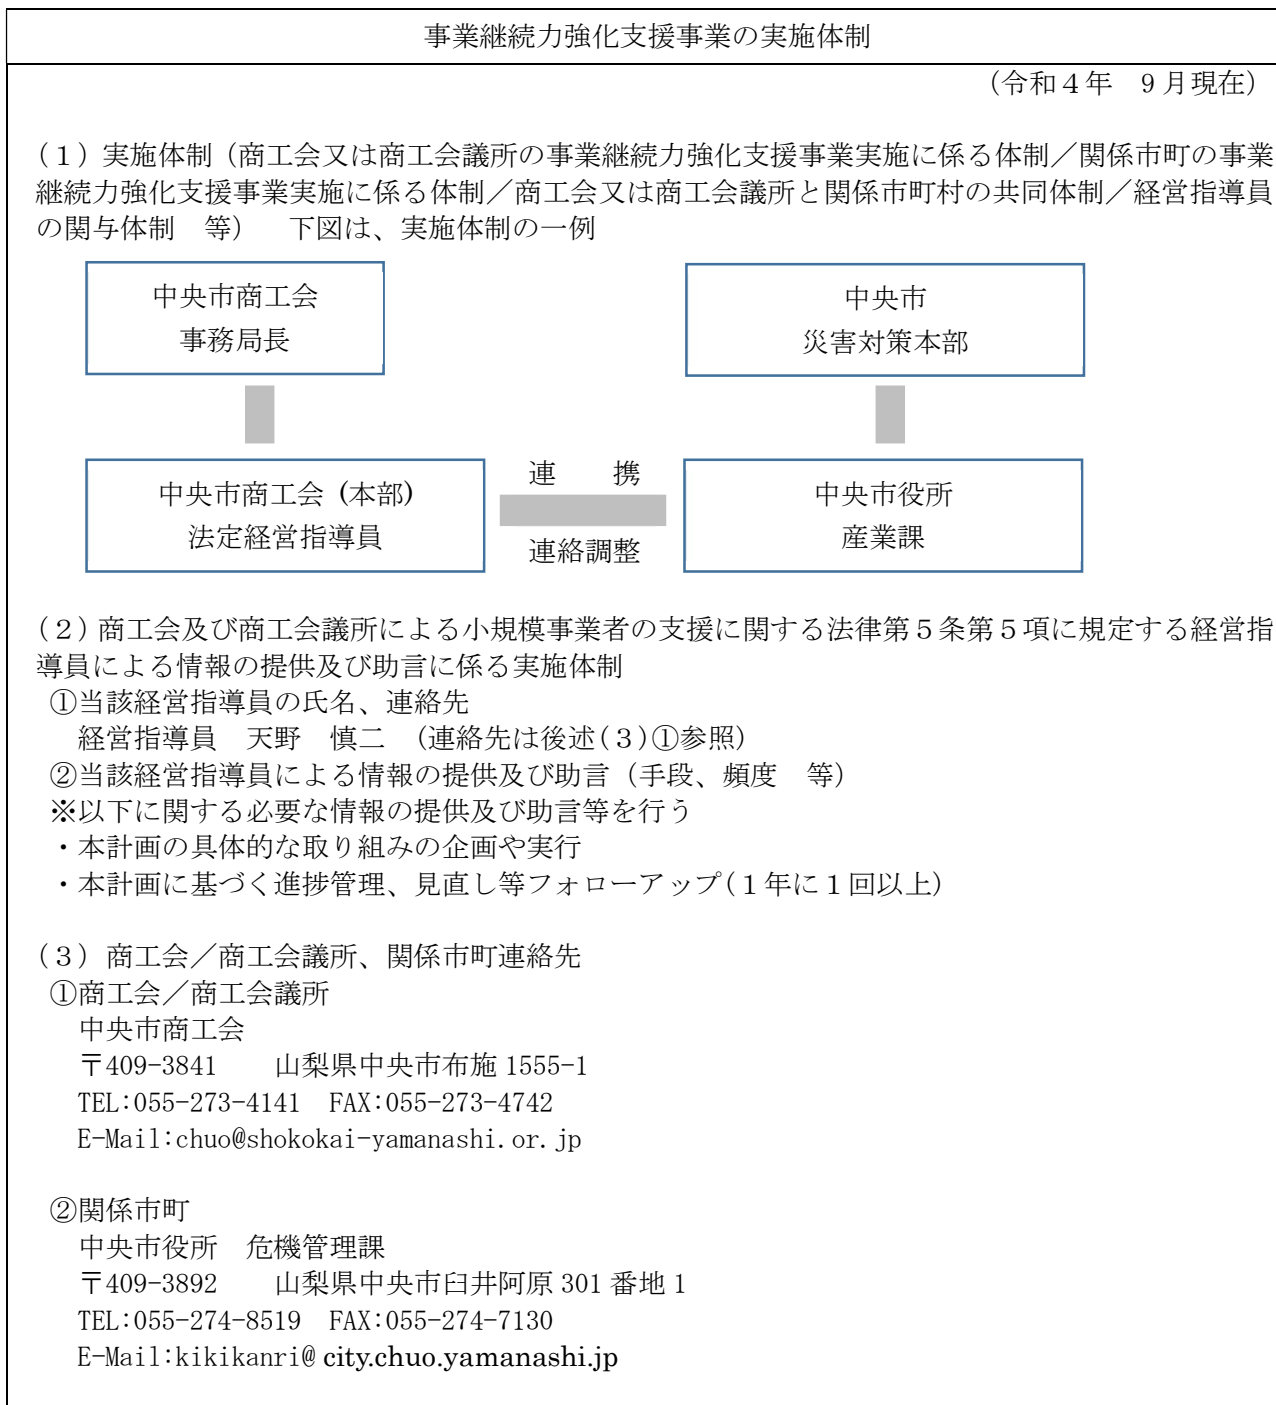 事業継続力強化支援事業の実施体制
（令和４年　９月現在）
（１）実施体制（商工会又は商工会議所の事業継続力強化支援事業実施に係る体制／関係市町の事業
継続力強化支援事業実施に係る体制／商工会又は商工会議所と関係市町村の共同体制／経営指導員
の関与体制　等）　　下図は、実施体制の一例
中央市商工会
事務局長
中央市
災害対策本部
中央市商工会 (本部)
法定経営指導員
連　　携
連絡調整
中央市役所
産業課
（２）商工会及び商工会議所による小規模事業者の支援に関する法律第５条第５項に規定する経営指
導員による情報の提供及び助言に係る実施体制
①当該経営指導員の氏名、連絡先
経営指導員　天野　慎二　（連絡先は後述(３)①参照）
②当該経営指導員による情報の提供及び助言（手段、頻度　等）
※以下に関する必要な情報の提供及び助言等を行う
・本計画の具体的な取り組みの企画や実行
・本計画に基づく進捗管理、見直し等フォローアップ(１年に１回以上)
（３）商工会／商工会議所、関係市町連絡先
①商工会／商工会議所
中央市商工会
〒409-3841　　山梨県中央市布施 1555-1
TEL:055-273-4141　FAX:055-273-4742
E-Mail:chuo@shokokai-yamanashi.or.jp
②関係市町
中央市役所　危機管理課
〒409-3892　　山梨県中央市臼井阿原 301 番地 1
TEL:055-274-8519　FAX:055-274-7130
E-Mail:kikikanri@ city.chuo.yamanashi.jp